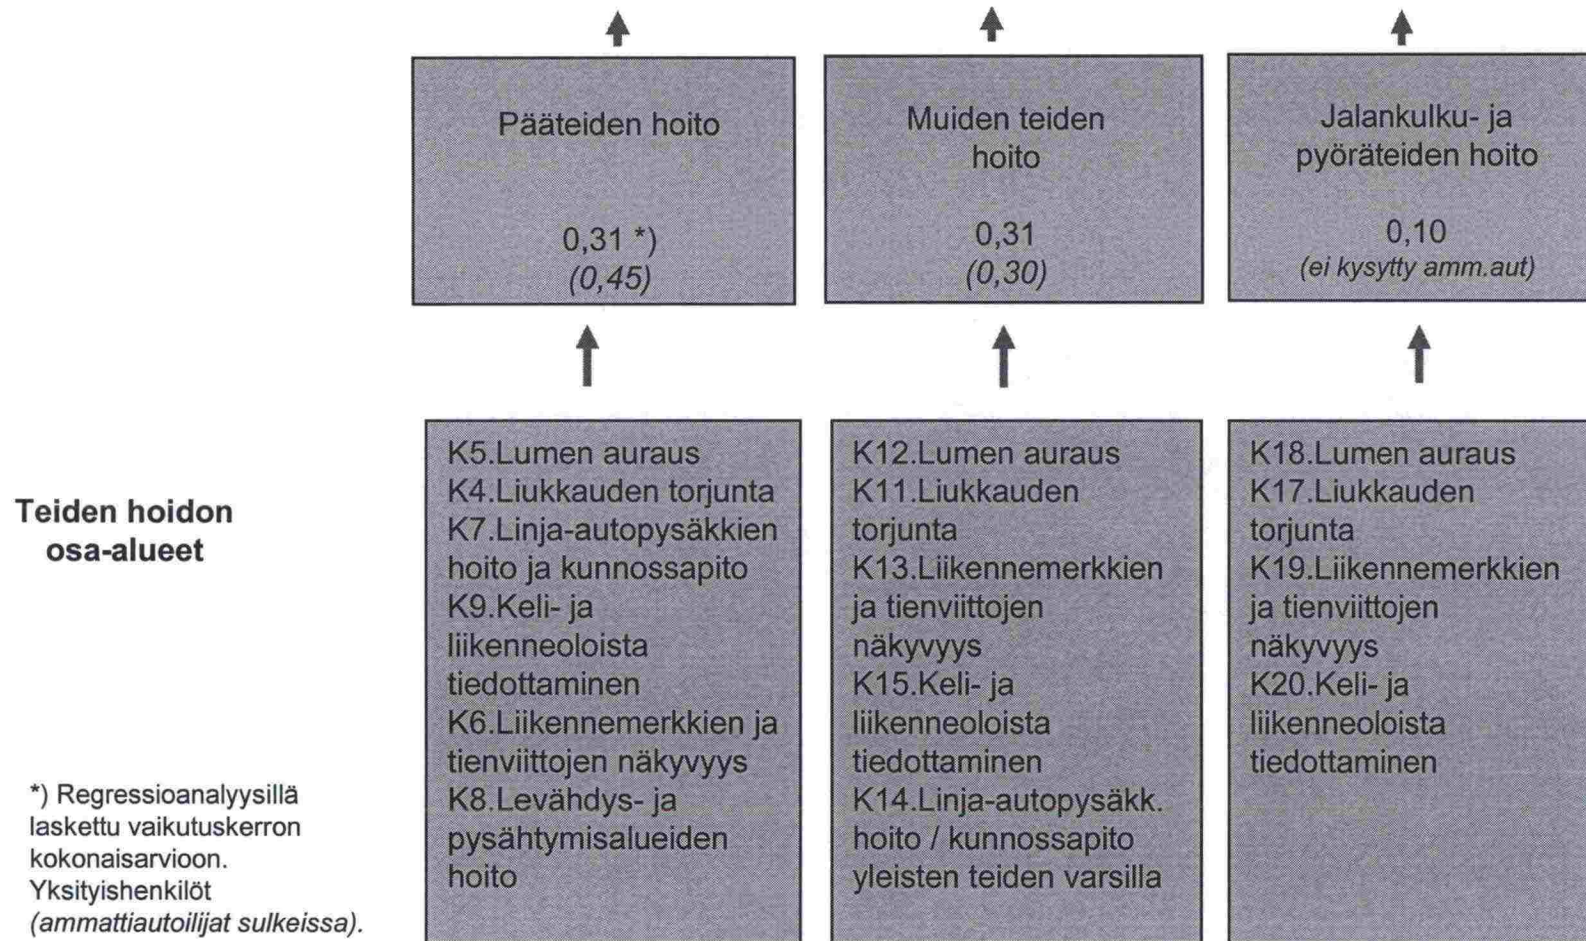 Pääteiden hoito
0,31 *)
(0,45)
Muiden teiden
hoito
0,31
(0,30)
Jalankulku- ja
pyöräteiden hoito
0,10
(ei kysytty amm.aut)
Teiden hoidon
osa-alueet
K5.Lumen auraus
K4.Liukkauden torjunta
K7.Linja-autopysäkkien
hoito ja kunnossapito
K9.Keli- ja
liikenneoloista
tiedottaminen
K6.Liikennemerkkien ja
tienviittojen näkyvyys
K8.Levähdys- ja
pysähtymisalueiden
hoito
K12.Lumen auraus
K11.Liukkauden
torjunta
K13.Liikennemerkkien
ja tienviittojen
näkyvyys
K15.Keli- ja
liikenneoloista
tiedottaminen
K14.Linja-autopysäkk.
hoito / kunnossapito
yleisten teiden varsilla
K18.Lumen auraus
K17.Liukkauden
torjunta
K19.Liikennemerkkien
ja tienviittojen
näkyvyys
K20.Keli- ja
liikenneoloista
tiedottaminen
*) Regressioanalyysillä
laskettu vaikutuskerron
kokonaisarvioon.
Yksityishenkilöt
(ammattiautoilijat sulkeissa).